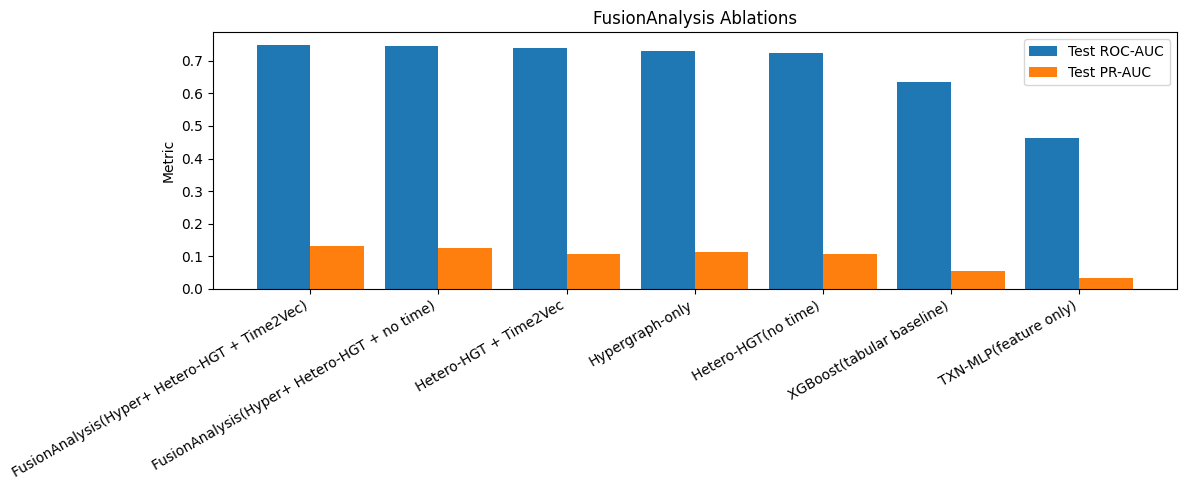 FusionAnalysis Ablations
Test ROC-AUC
Test PR-AUC
Metric
0.7
0.6
0.5
0.4
0.3
0.2
0.1
0.0
FusionAnalysis(Hyper+ Hetero-HGT + Time2Vec)
FusionAnalysis(Hyper+ Hetero-HGT + no time)
Hetero-HGT + Time2Vec
Hypergraph-only
Hetero-HGT(no time)
XGBoost(tabular baseline)
TXN-MLP(feature only)